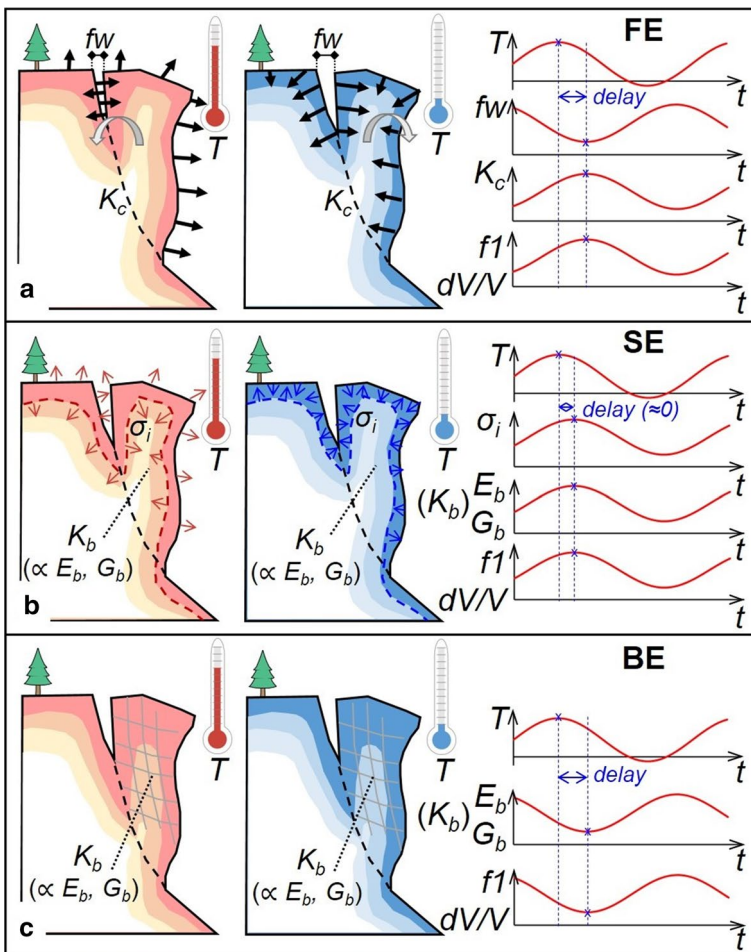 fw
T
K_c
a
fw
T
K_c
FE
T
t
delay
fw
t
K_c
t
f1
dV/V
t
σ_i
T
K_b
(∝ E_b, G_b)
b
σ_i
T
K_b
(∝ E_b, G_b)
SE
T
t
delay (≈0)
σ_i
t
(K_b) E_b
G_b
t
f1
dV/V
t
T
K_b
(∝ E_b, G_b)
c
T
K_b
(∝ E_b, G_b)
BE
T
t
delay
(K_b) E_b
G_b
t
f1
dV/V
t